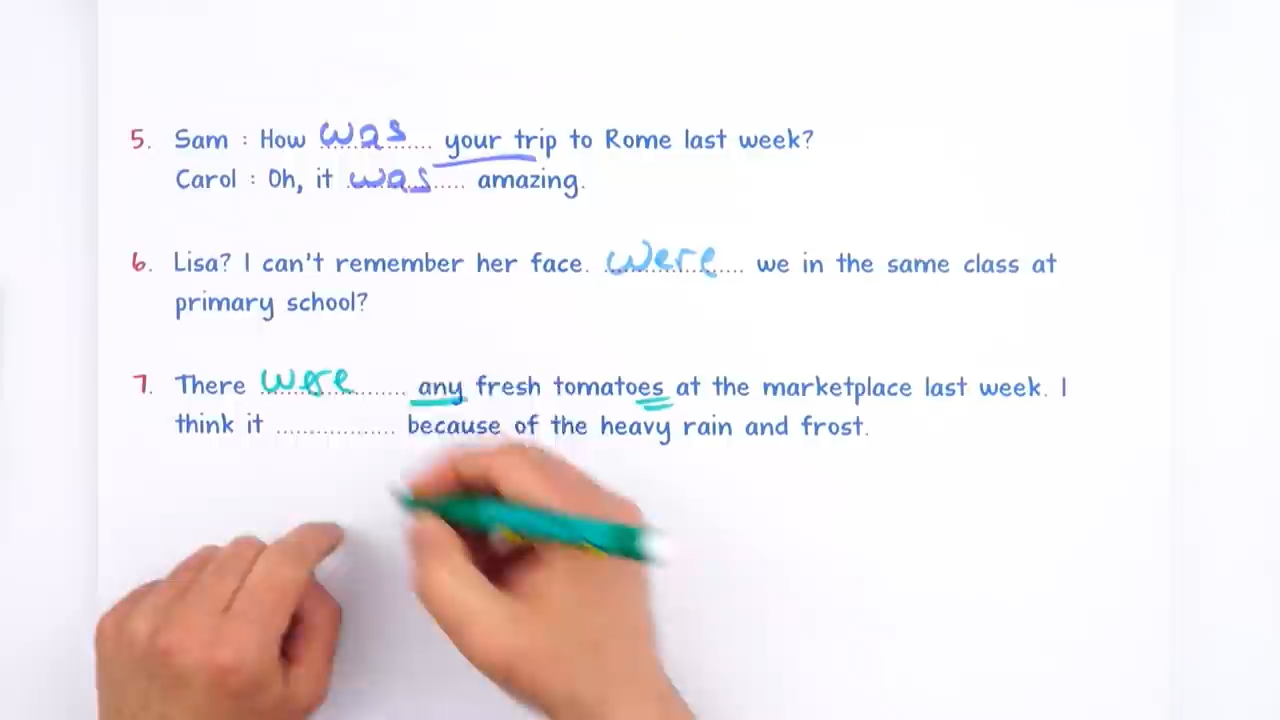 5. Sam : How was...... your trip to Rome last week?
Carol : Oh, it was...... amazing.
6. Lisa? I can't remember her face. were...... we in the same class at
primary school?
7. There were...... any fresh tomatoes at the marketplace last week. I
think it ................. because of the heavy rain and frost.